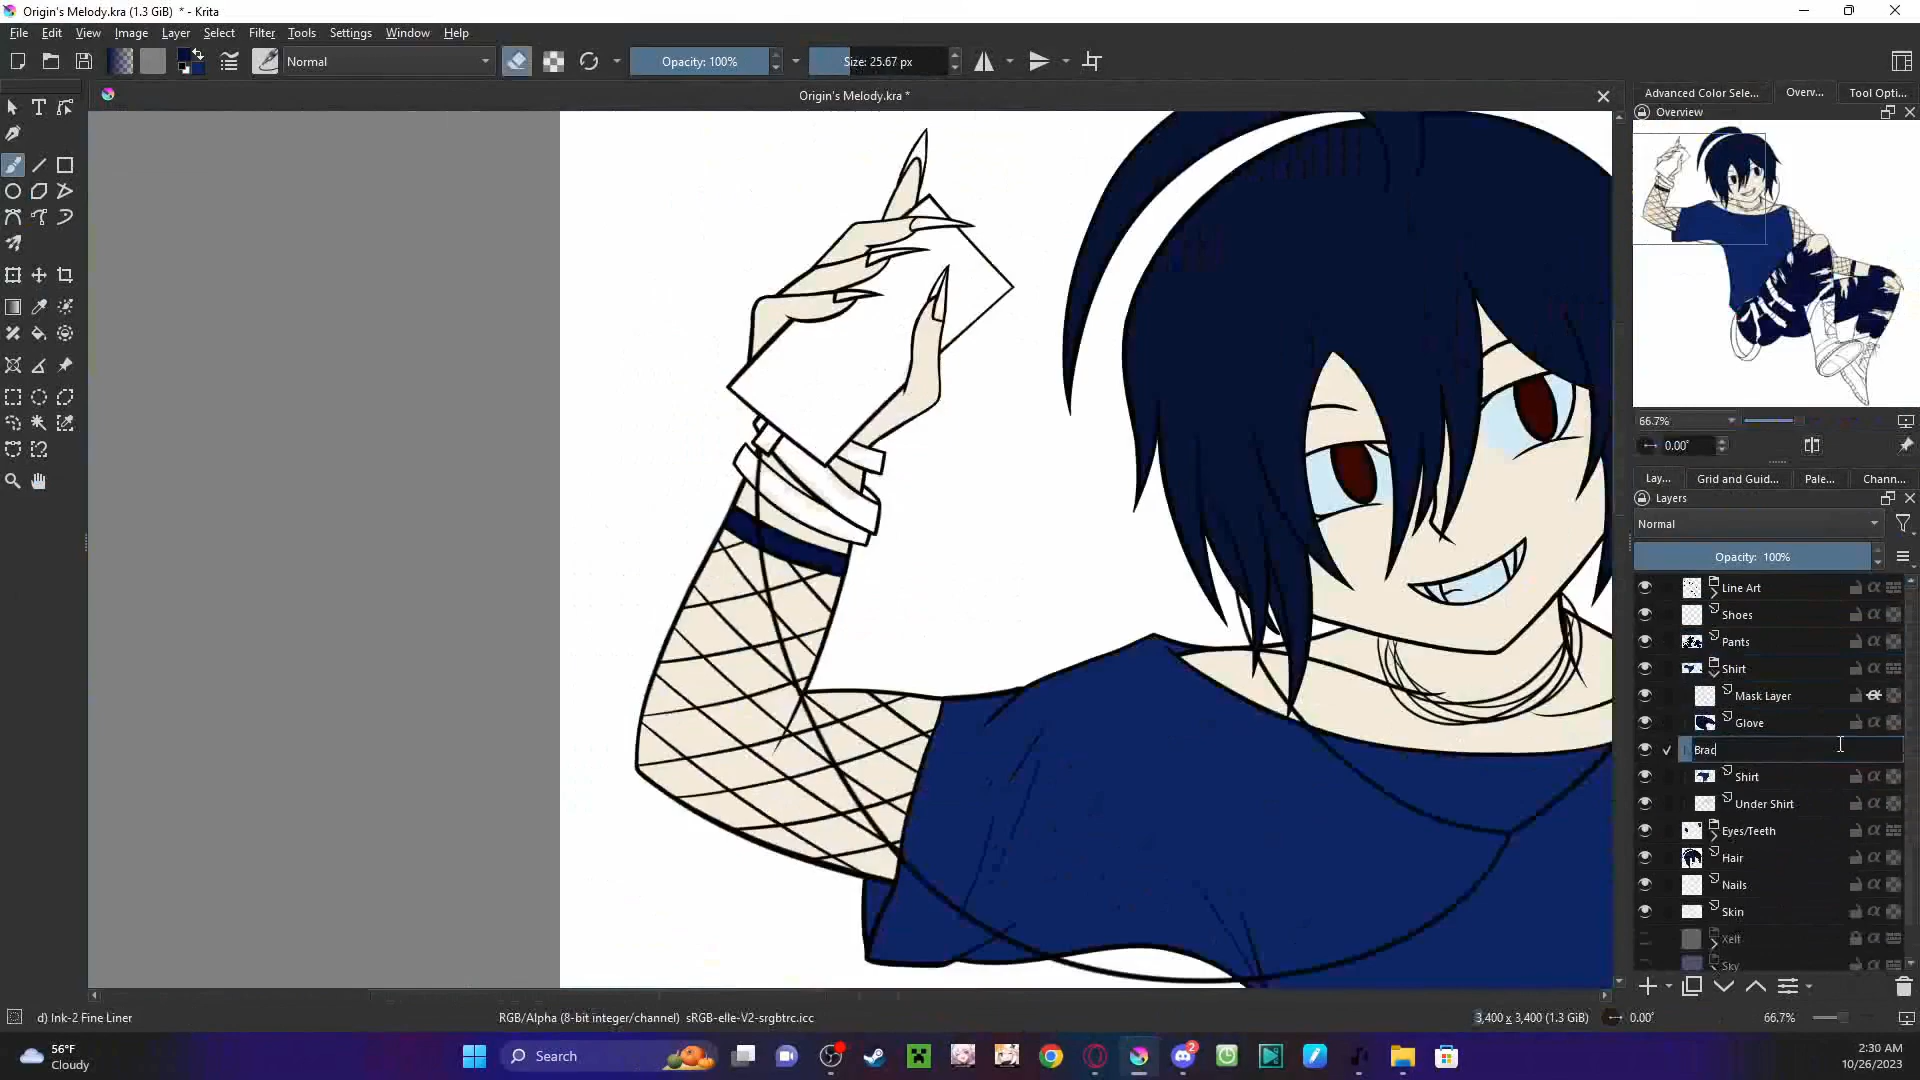 Origin's Melody.kra (1.3 GiB) * - Krita
File Edit View Image Layer Select Filter Tools Settings Window Help
Normal
Opacity: 100%
Size: 25.67 px
Origin's Melody.kra *
Advanced Color Sele... Overv... Tool Opti...
Overview
66.7%
0.00°
Lay... Grid and Guid... Pale... Chann...
Layers
Normal
Opacity: 100%
Line Art
Shoes
Pants
Shirt
Mask Layer
Glove
Brac
Shirt
Under Shirt
Eyes/Teeth
Hair
Nails
Skin
Xelt
Sky
d) Ink-2 Fine Liner
RGB/Alpha (8-bit integer/channel) sRGB-elle-V2-srgbtrc.icc
3,400 x 3,400 (1.3 GiB)
0.00°
66.7%
56°F
Cloudy
Search
2
2:30 AM
10/26/2023